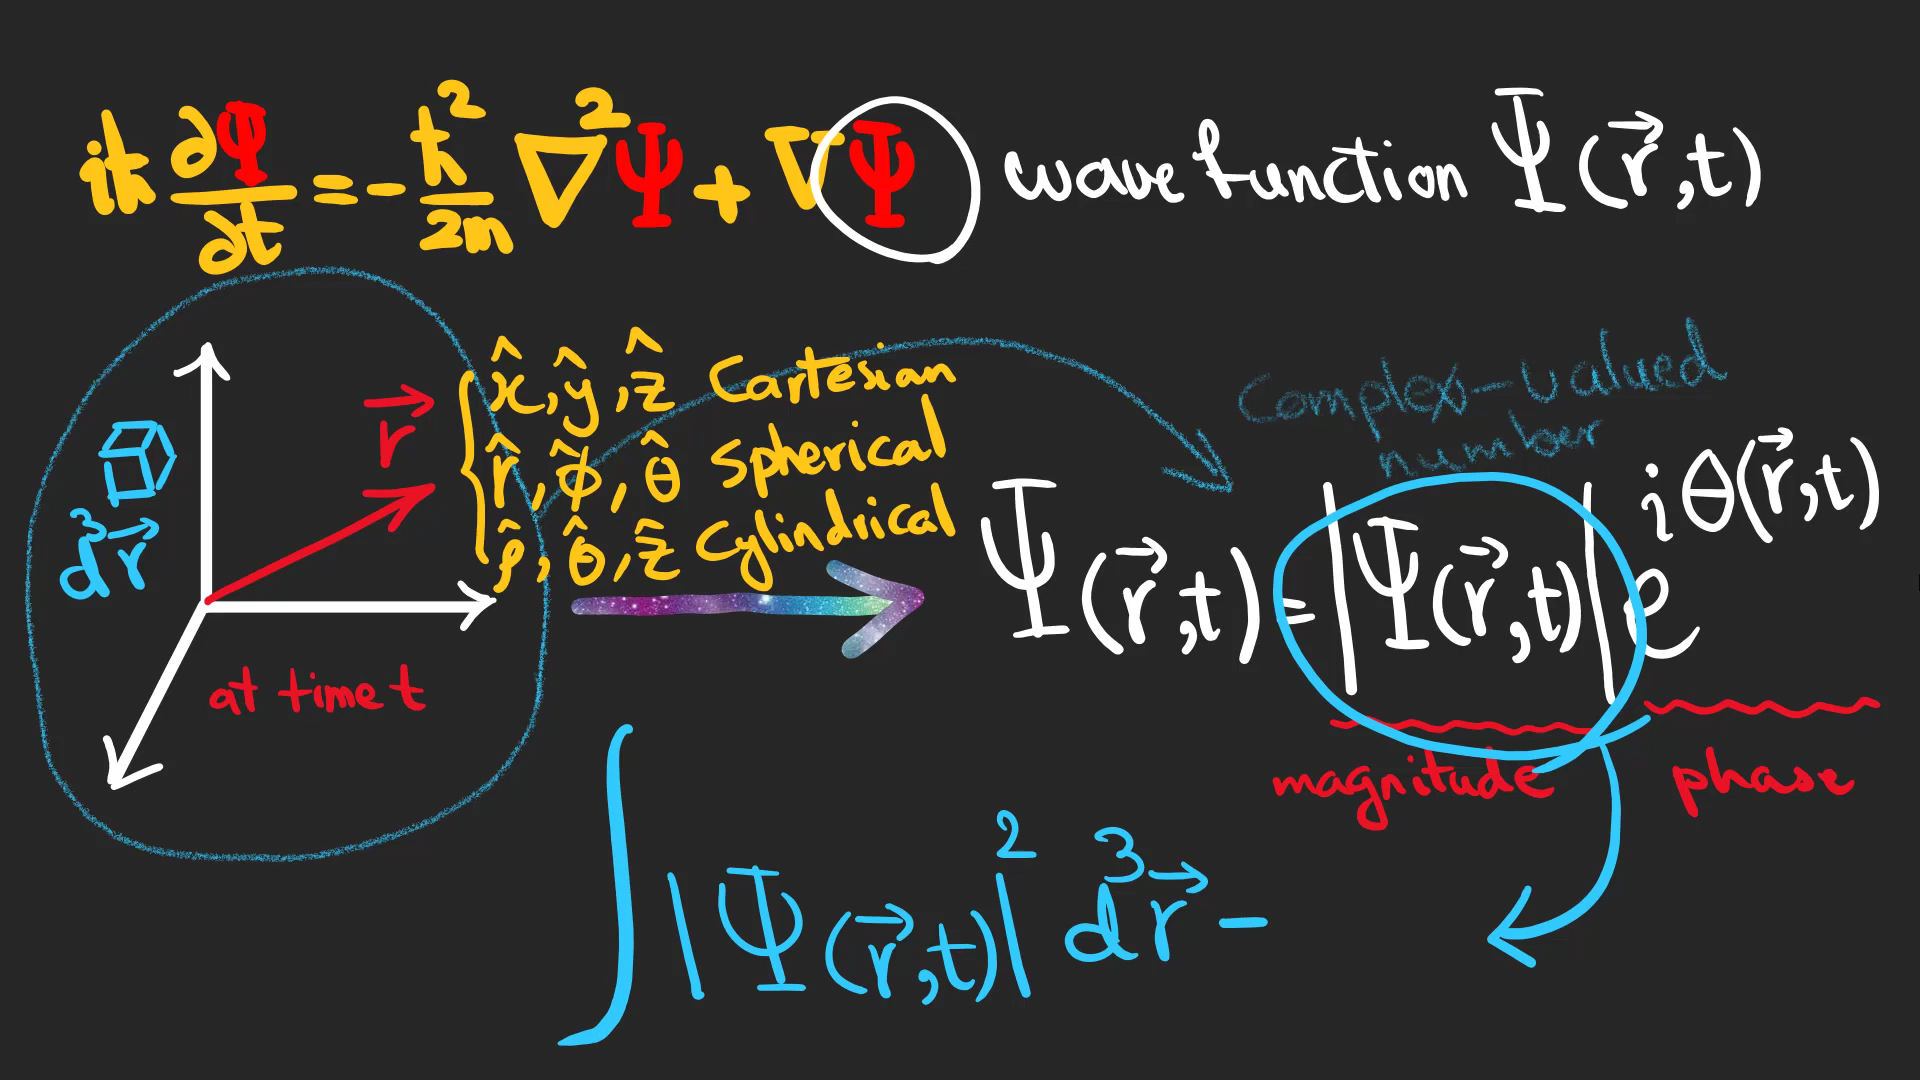 iħ ∂Ψ/∂t = - ħ²/2m ∇²Ψ + VΨ wave function Ψ(r⃗,t)
x̂, ŷ, ẑ Cartesian
r⃗ r̂, φ̂, θ̂ Spherical
ρ̂, θ̂, ẑ Cylindrical
d³r⃗
at time t
Complex-valued
number
Ψ(r⃗,t) = |Ψ(r⃗,t)| e^{iθ(r⃗,t)}
magnitude phase
∫ |Ψ(r⃗,t)|² d³r⃗ -